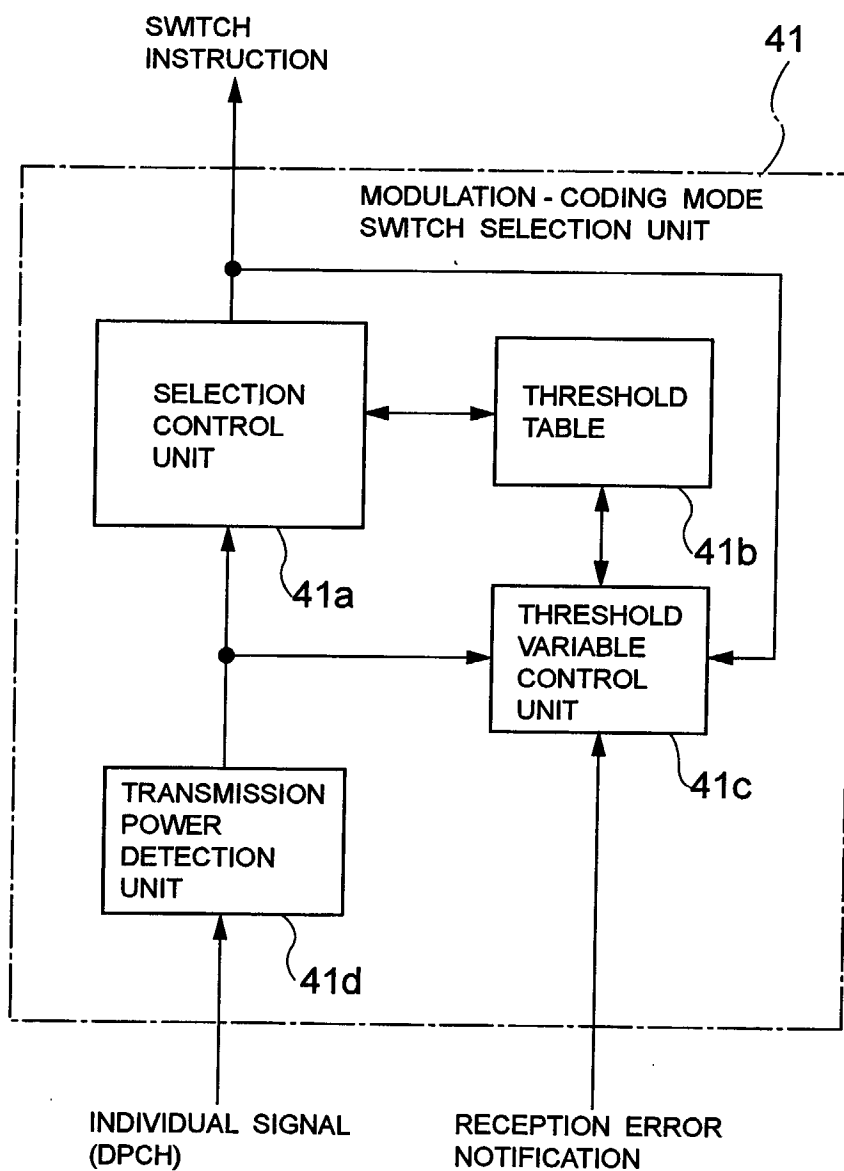 SWITCH
INSTRUCTION
41
MODULATION - CODING MODE
SWITCH SELECTION UNIT
SELECTION
CONTROL
UNIT
THRESHOLD
TABLE
41a
41b
THRESHOLD
VARIABLE
CONTROL
UNIT
41c
TRANSMISSION
POWER
DETECTION
UNIT
41d
INDIVIDUAL SIGNAL
(DPCH)
RECEPTION ERROR
NOTIFICATION